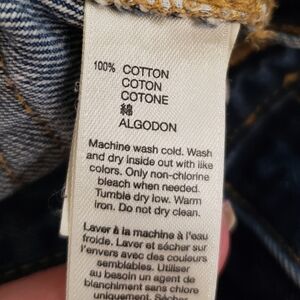 100% COTTON
COTON
COTONE
綿
ALGODON
Machine wash cold. Wash
and dry inside out with like
colors. Only non-chlorine
bleach when needed.
Tumble dry low. Warm
iron. Do not dry clean.
Laver à la machine à l'eau
froide. Laver et sécher sur
l'envers avec des couleurs
semblables. Utiliser
au besoin un agent de
blanchiment sans chlore
uniquement. Sécher